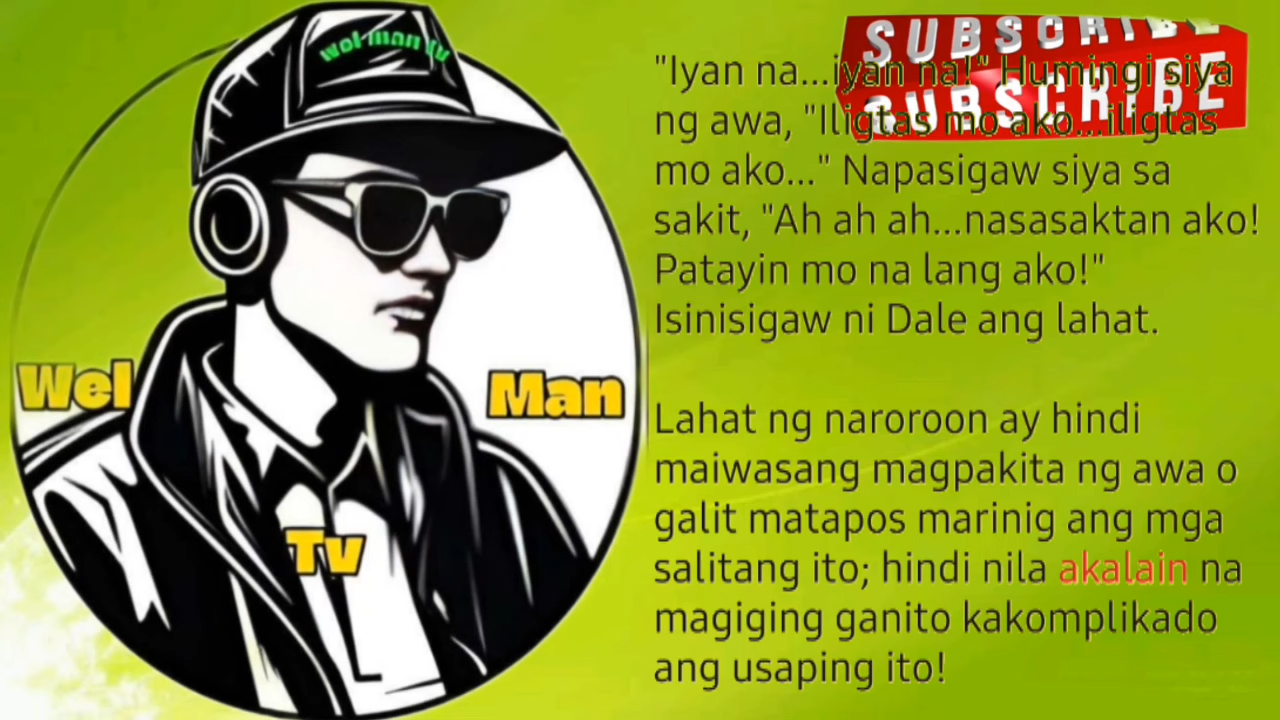 wel man tv
SUBSCRIBE
SUBSCRIBE
"Iyan na...iyan na!" Humingi siya
ng awa, "Iligtas mo ako...iligtas
mo ako..." Napasigaw siya sa
sakit, "Ah ah ah...nasasaktan ako!
Patayin mo na lang ako!"
Isinisigaw ni Dale ang lahat.
Lahat ng naroroon ay hindi
maiwasang magpakita ng awa o
galit matapos marinig ang mga
salitang ito; hindi nila akalain na
magiging ganito kakomplikado
ang usaping ito!
Wel
Man
Tv